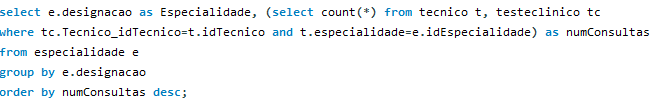 select e.designacao as Especialidade, (select count(*) from tecnico t, testeclinico tc
where tc.Tecnico_idTecnico=t.idTecnico and t.especialidade=e.idEspecialidade) as numConsultas
from especialidade e
group by e.designacao
order by numConsultas desc;